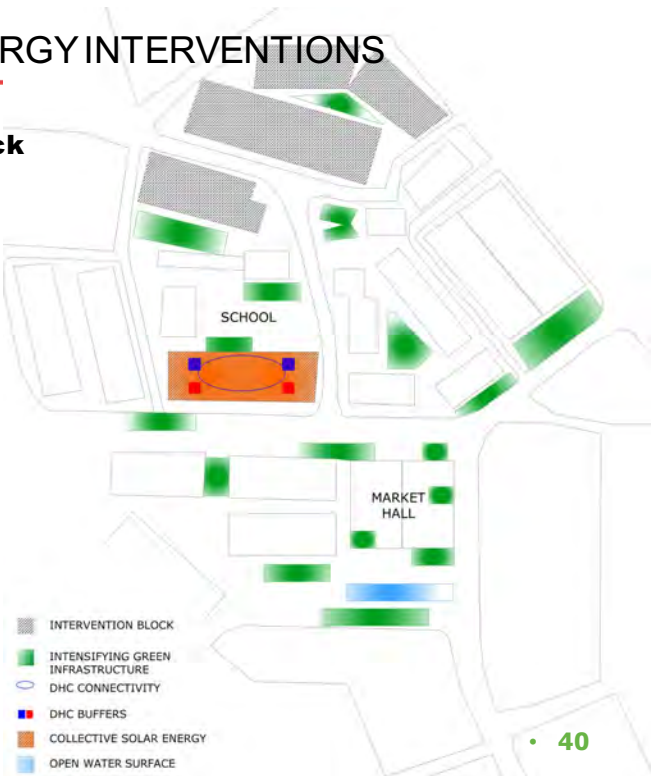 RGY INTERVENTIONS
ck
SCHOOL
MARKET
HALL
INTERVENTION BLOCK
INTENSIFYING GREEN
INFRASTRUCTURE
DHC CONNECTIVITY
DHC BUFFERS
COLLECTIVE SOLAR ENERGY
OPEN WATER SURFACE
• 40